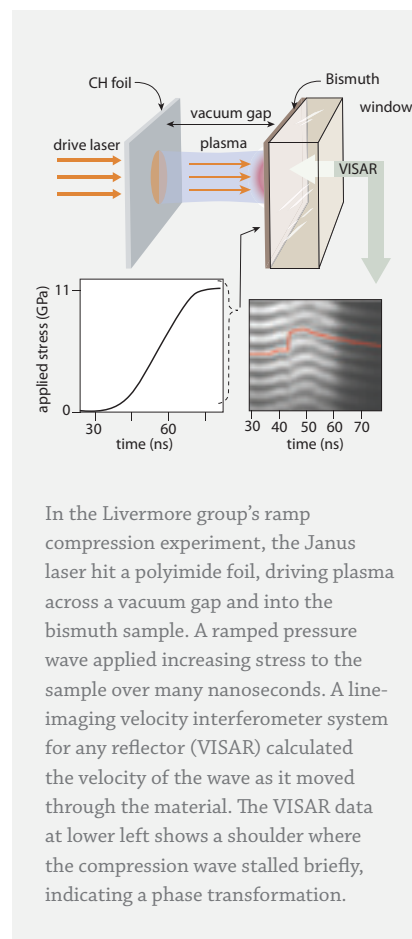 CH foil
Bismuth
vacuum gap
window
drive laser
plasma
VISAR
applied stress (GPa)
11
0
30
60
time (ns)
30 40 50 60 70
time (ns)
In the Livermore group’s ramp
compression experiment, the Janus
laser hit a polyimide foil, driving plasma
across a vacuum gap and into the
bismuth sample. A ramped pressure
wave applied increasing stress to the
sample over many nanoseconds. A line-
imaging velocity interferometer system
for any reflector (VISAR) calculated
the velocity of the wave as it moved
through the material. The VISAR data
at lower left shows a shoulder where
the compression wave stalled briefly,
indicating a phase transformation.